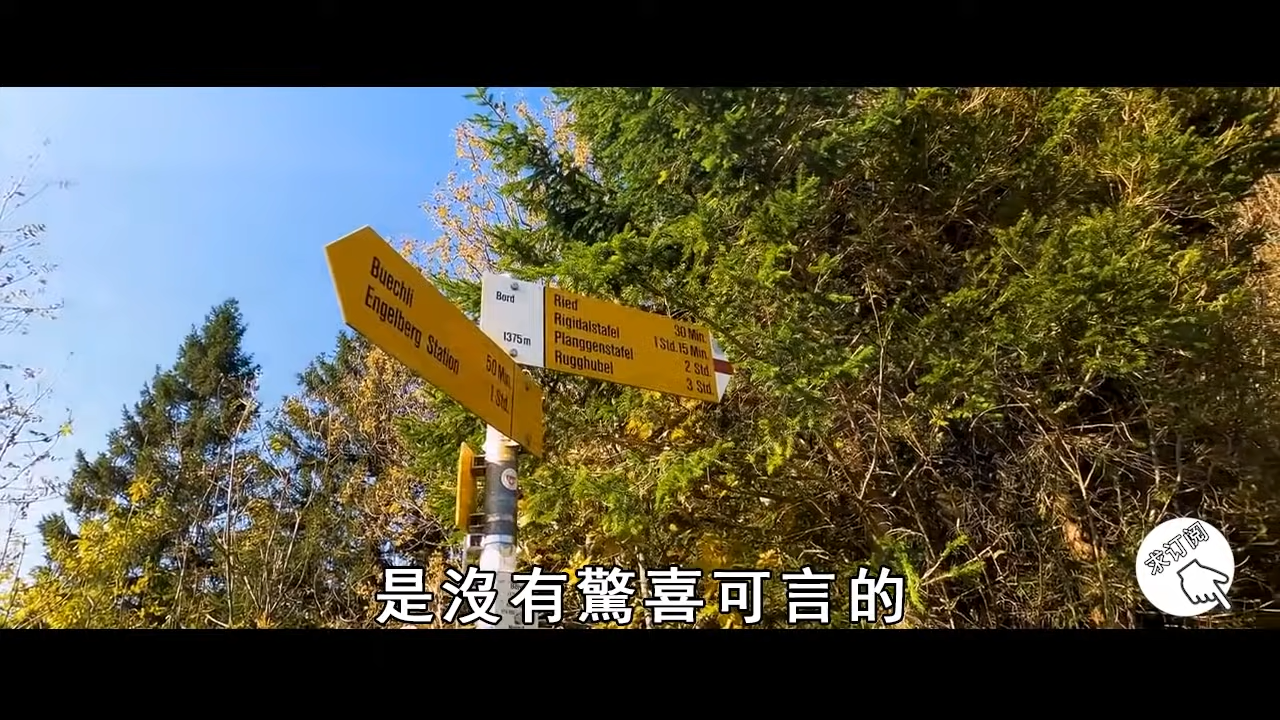 Buechli
Engelberg Station
50 Min.
1 Std.
Bord
1375 m
Ried
30 Min.
Rigidalstafel
1 Std. 15 Min.
Planggenstafel
2 Std.
Rugghubel
3 Std.
求订阅
是沒有驚喜可言的